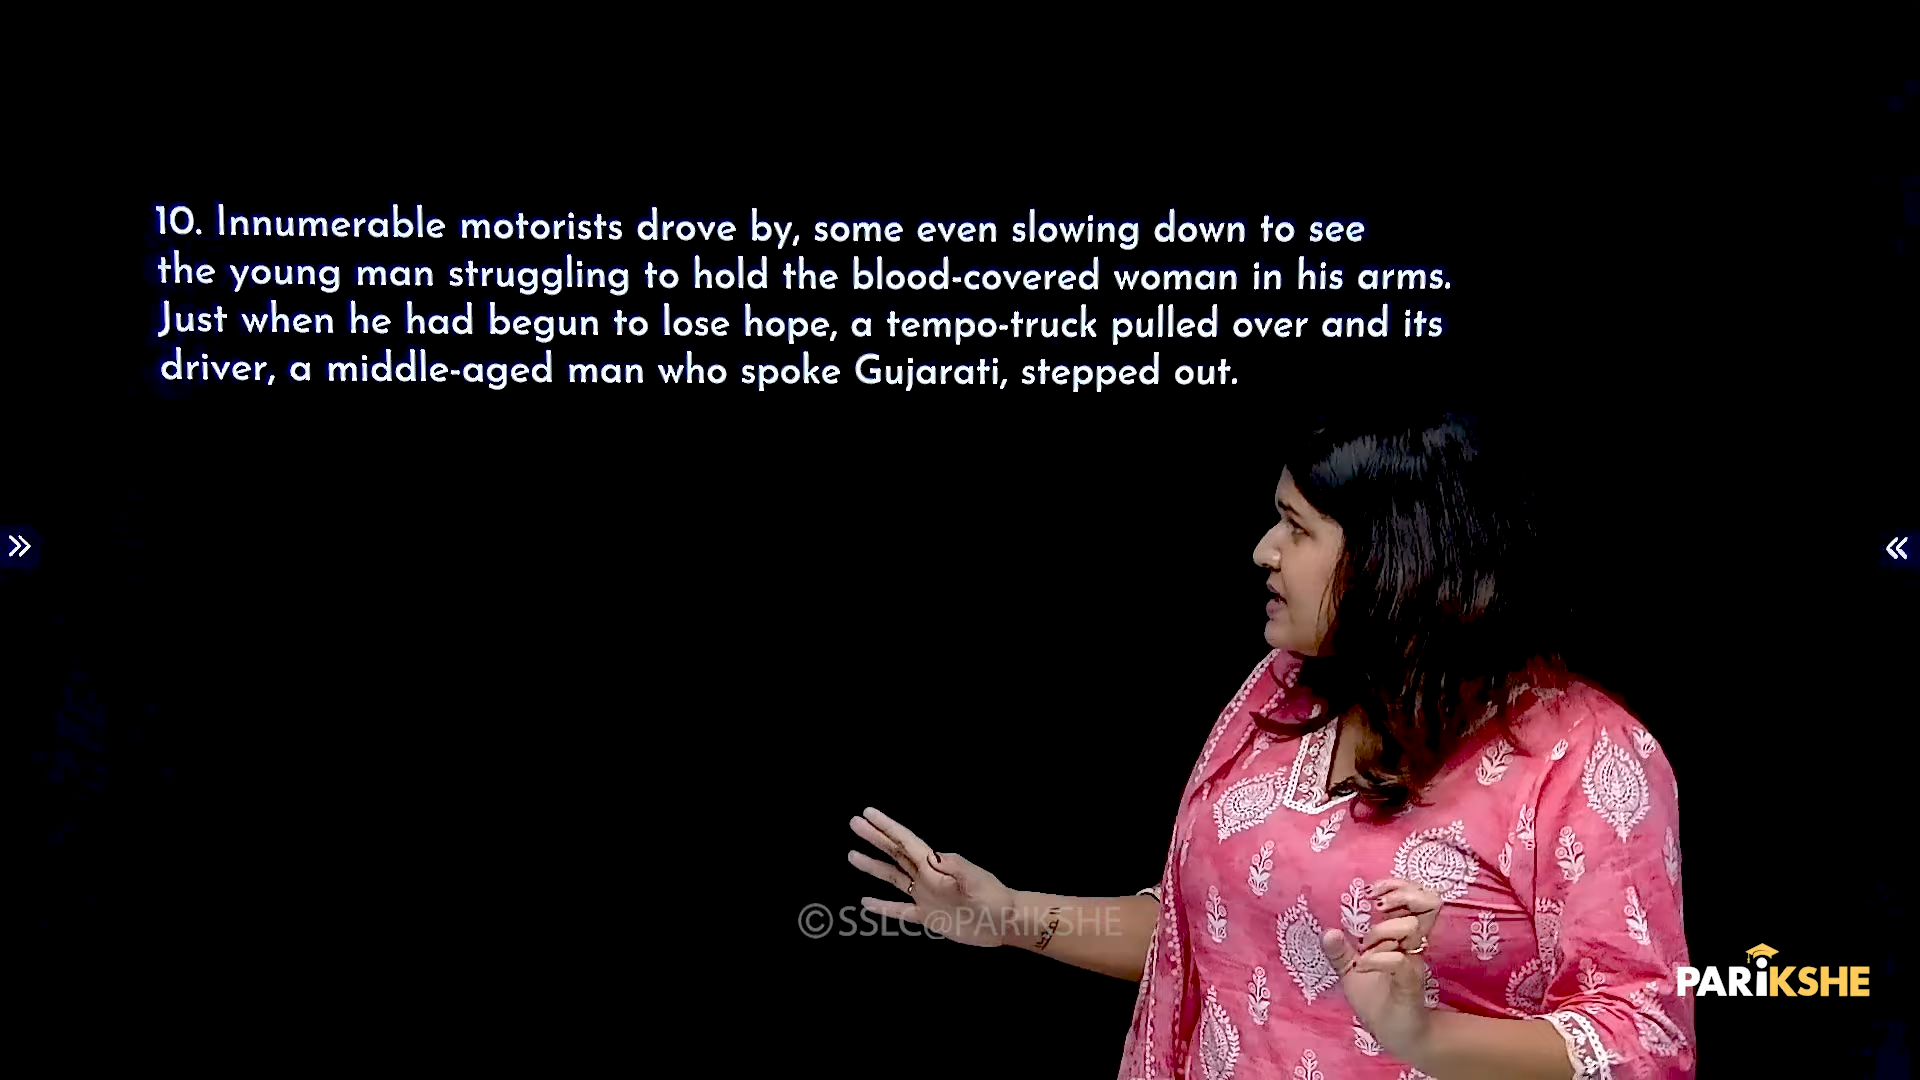 10. Innumerable motorists drove by, some even slowing down to see
the young man struggling to hold the blood-covered woman in his arms.
Just when he had begun to lose hope, a tempo-truck pulled over and its
driver, a middle-aged man who spoke Gujarati, stepped out.
©SSLC@PARIKSHE
PARiKSHE